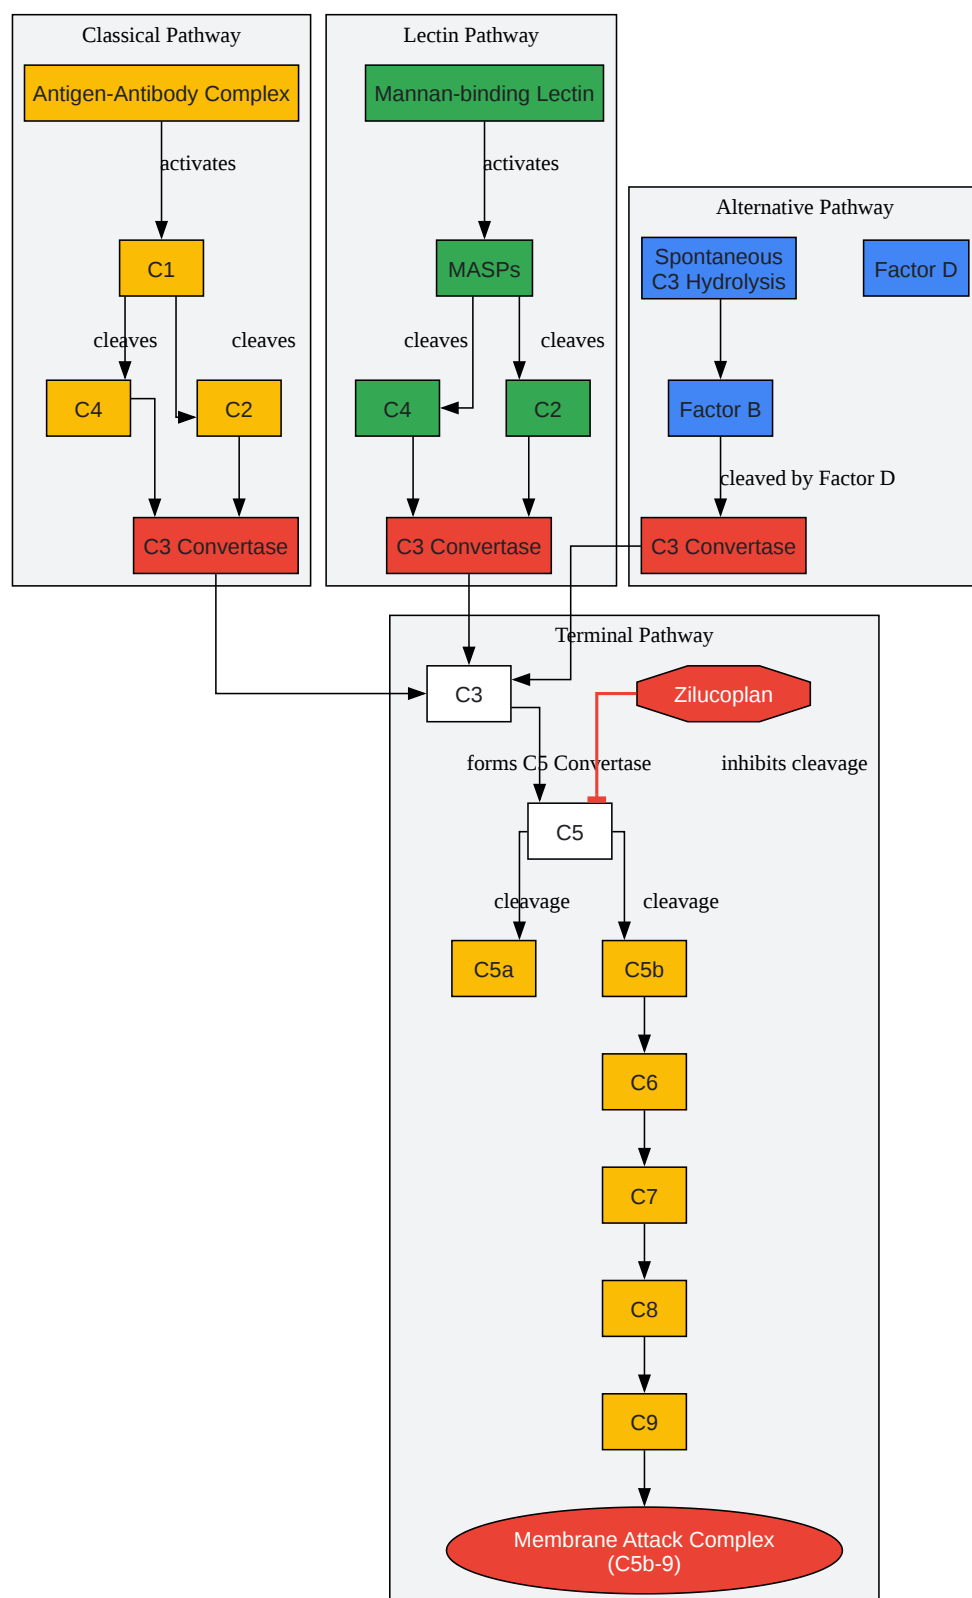 Classical Pathway
Antigen-Antibody Complex
activates
C1
cleaves
cleaves
C4
C2
C3 Convertase
Lectin Pathway
Mannan-binding Lectin
activates
MASPs
cleaves
cleaves
C4
C2
C3 Convertase
Alternative Pathway
Spontaneous
C3 Hydrolysis
Factor D
Factor B
cleaved by Factor D
C3 Convertase
Terminal Pathway
C3
Zilucoplan
forms C5 Convertase
inhibits cleavage
C5
cleavage
cleavage
C5a
C5b
C6
C7
C8
C9
Membrane Attack Complex
(C5b-9)